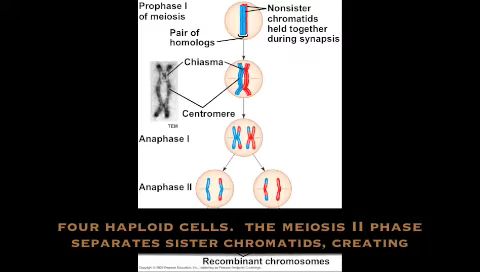 Prophase I
of meiosis
Nonsister
chromatids
held together
during synapsis
Pair of
homologs
Chiasma
Centromere
TEM
Anaphase I
Anaphase II
FOUR HAPLOID CELLS. THE MEIOSIS II PHASE
SEPARATES SISTER CHROMATIDS, CREATING
Recombinant chromosomes